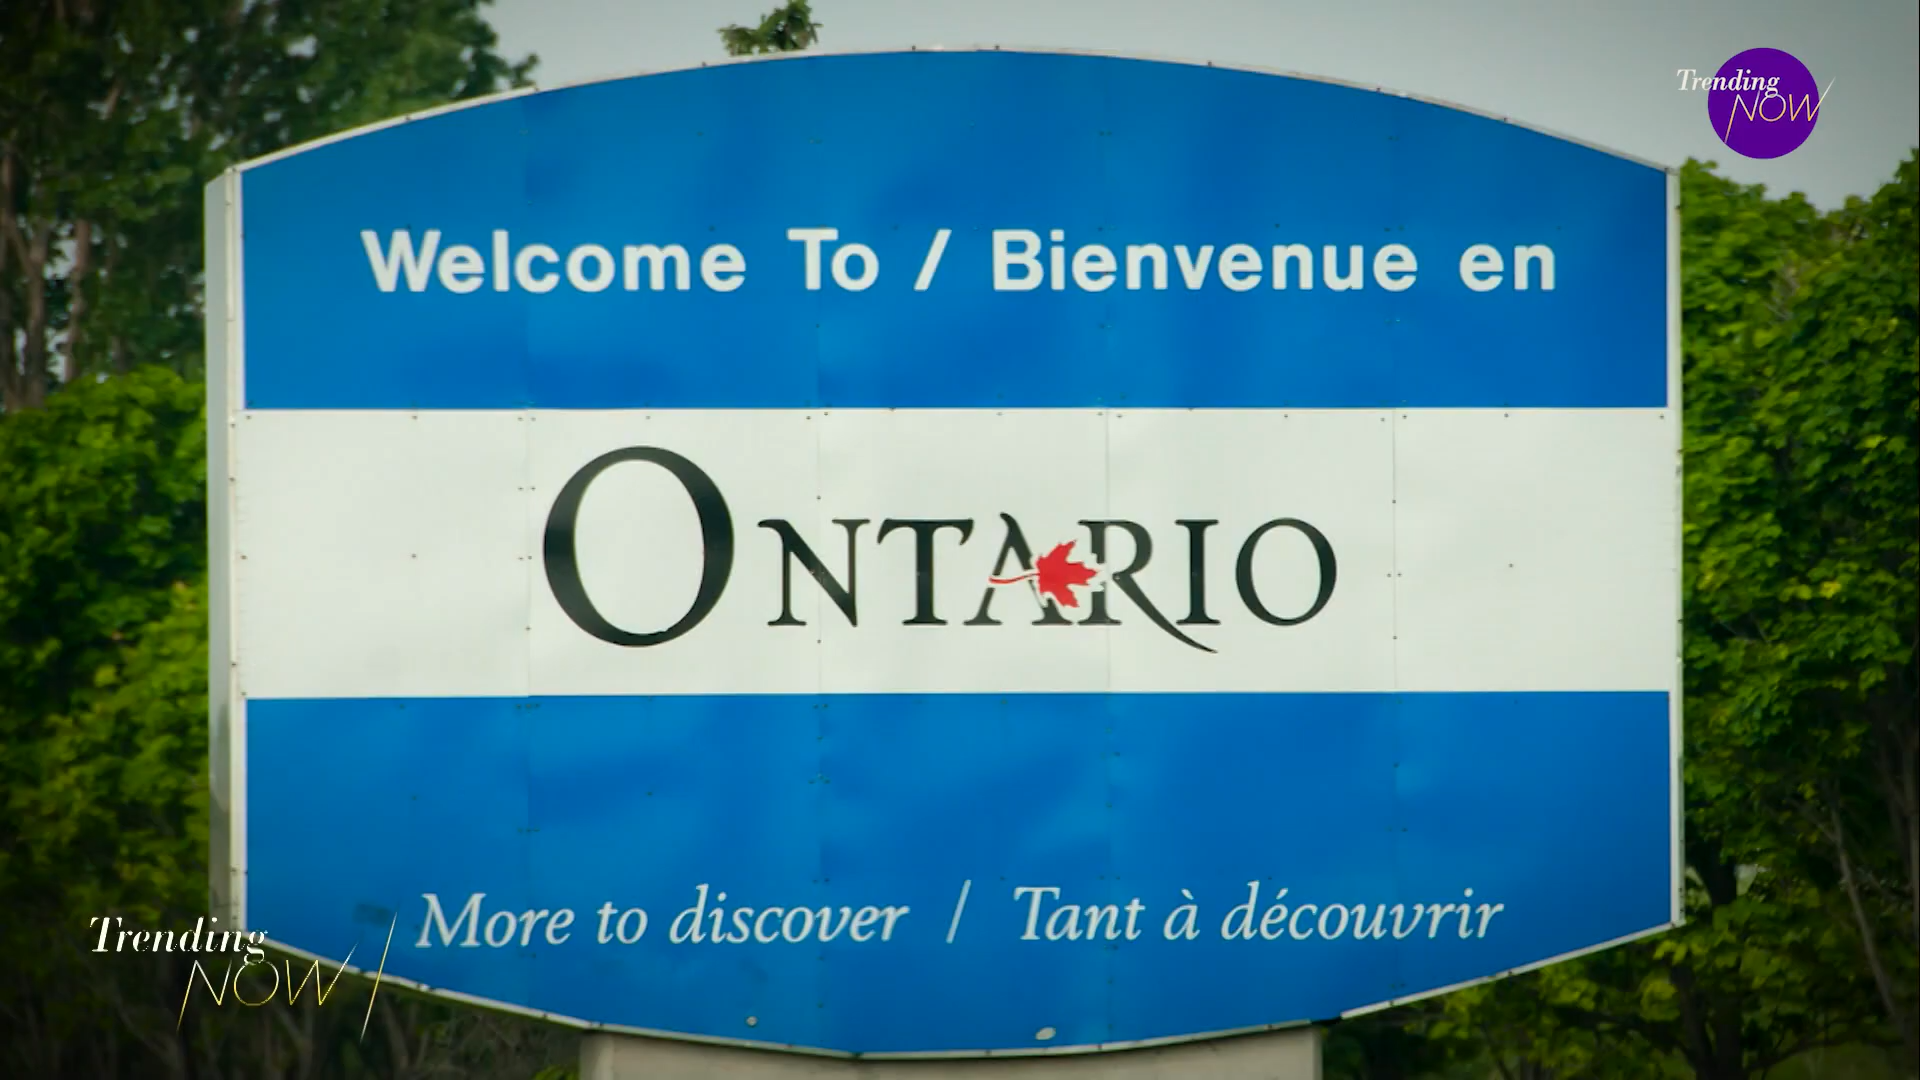 Trending
NOW
Welcome To / Bienvenue en
ONTARIO
More to discover / Tant à découvrir
Trending
NOW